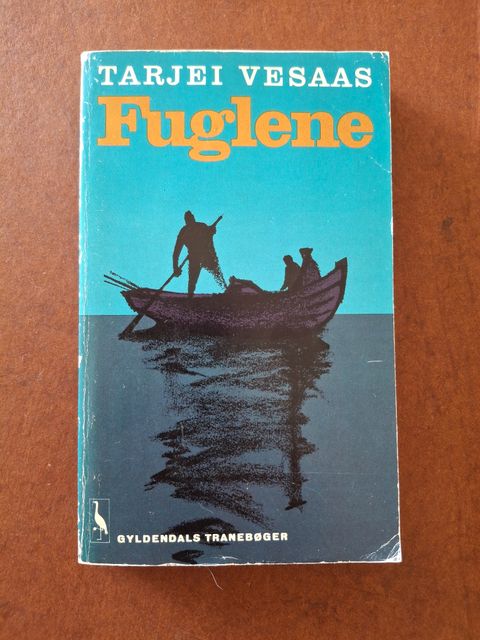 TARJEI VESAAS
Fuglene
GYLDENDALS TRANEBØGER